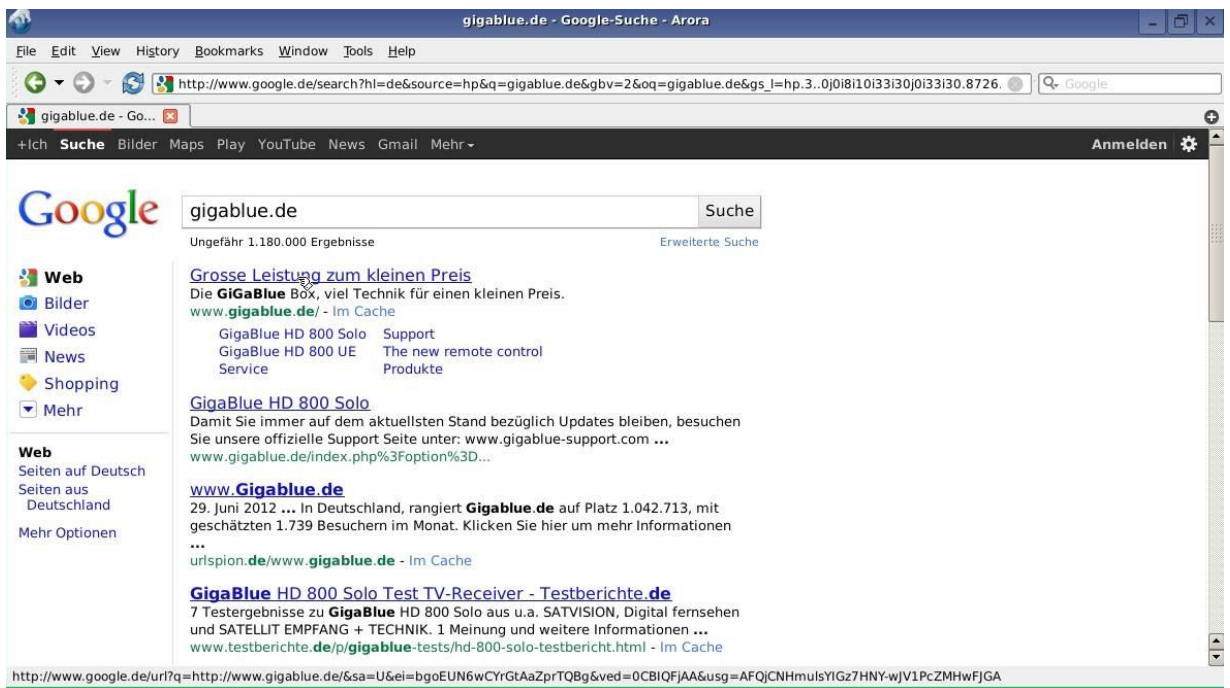 gigablue.de - Google-Suche - Arora
File Edit View History Bookmarks Window Tools Help
http://www.google.de/search?hl=de&source=hp&q=gigablue.de&gbv=2&oq=gigablue.de&gs_l=hp.3..0j0i8i10i33i30j0i33i30.8726. Google
gigablue.de - Go...
+Ich Suche Bilder Maps Play YouTube News Gmail Mehr Anmelden
Google gigablue.de Suche
Ungefähr 1.180.000 Ergebnisse Erweiterte Suche
Web
Bilder
Videos
News
Shopping
Mehr
Web
Seiten auf Deutsch
Seiten aus
Deutschland
Mehr Optionen
Grosse Leistung zum kleinen Preis
Die GiGaBlue Box, viel Technik für einen kleinen Preis.
www.gigablue.de/ - Im Cache
GigaBlue HD 800 Solo Support
GigaBlue HD 800 UE The new remote control
Service Produkte
GigaBlue HD 800 Solo
Damit Sie immer auf dem aktuellsten Stand bezüglich Updates bleiben, besuchen
Sie unsere offizielle Support Seite unter: www.gigablue-support.com ...
www.gigablue.de/index.php%3Foption%3D...
www.Gigablue.de
29. Juni 2012 ... In Deutschland, rangiert Gigablue.de auf Platz 1.042.713, mit
geschätzten 1.739 Besuchern im Monat. Klicken Sie hier um mehr Informationen
...
urlspion.de/www.gigablue.de - Im Cache
GigaBlue HD 800 Solo Test TV-Receiver - Testberichte.de
7 Testergebnisse zu GigaBlue HD 800 Solo aus u.a. SATVISION, Digital fernsehen
und SATELLIT EMPFANG + TECHNIK. 1 Meinung und weitere Informationen ...
www.testberichte.de/p/gigablue-tests/hd-800-solo-testbericht.html - Im Cache
http://www.google.de/url?q=http://www.gigablue.de/&sa=U&ei=bgoEUN6wCYrGtAaZprTQBg&ved=0CBIQFjAA&usg=AFQjCNHmulsYIGz7HNY-wJV1PcZMHwFJGA